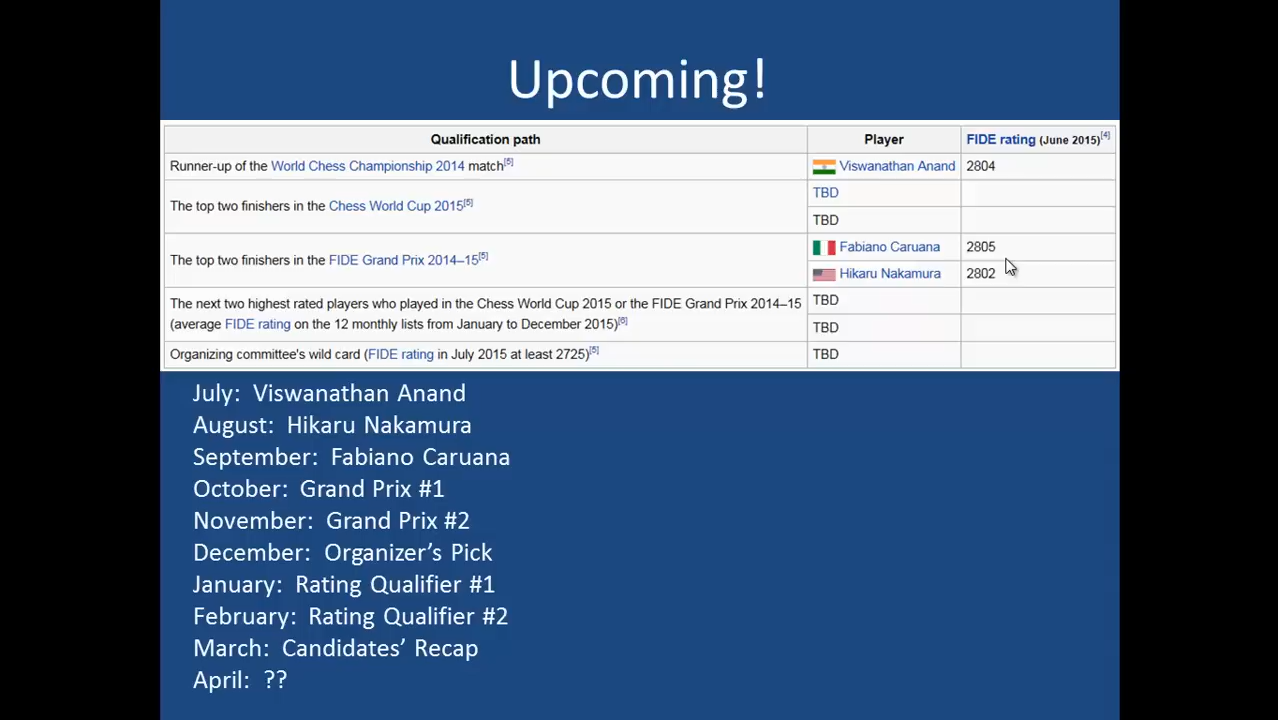 Upcoming!
Qualification path Player FIDE rating (June 2015)[4]
Runner-up of the World Chess Championship 2014 match[5] Viswanathan Anand 2804
The top two finishers in the Chess World Cup 2015[5] TBD
TBD
The top two finishers in the FIDE Grand Prix 2014–15[5] Fabiano Caruana 2805
Hikaru Nakamura 2802
The next two highest rated players who played in the Chess World Cup 2015 or the FIDE Grand Prix 2014–15 TBD
(average FIDE rating on the 12 monthly lists from January to December 2015)[6] TBD
Organizing committee's wild card (FIDE rating in July 2015 at least 2725)[5] TBD
July: Viswanathan Anand
August: Hikaru Nakamura
September: Fabiano Caruana
October: Grand Prix #1
November: Grand Prix #2
December: Organizer’s Pick
January: Rating Qualifier #1
February: Rating Qualifier #2
March: Candidates’ Recap
April: ??